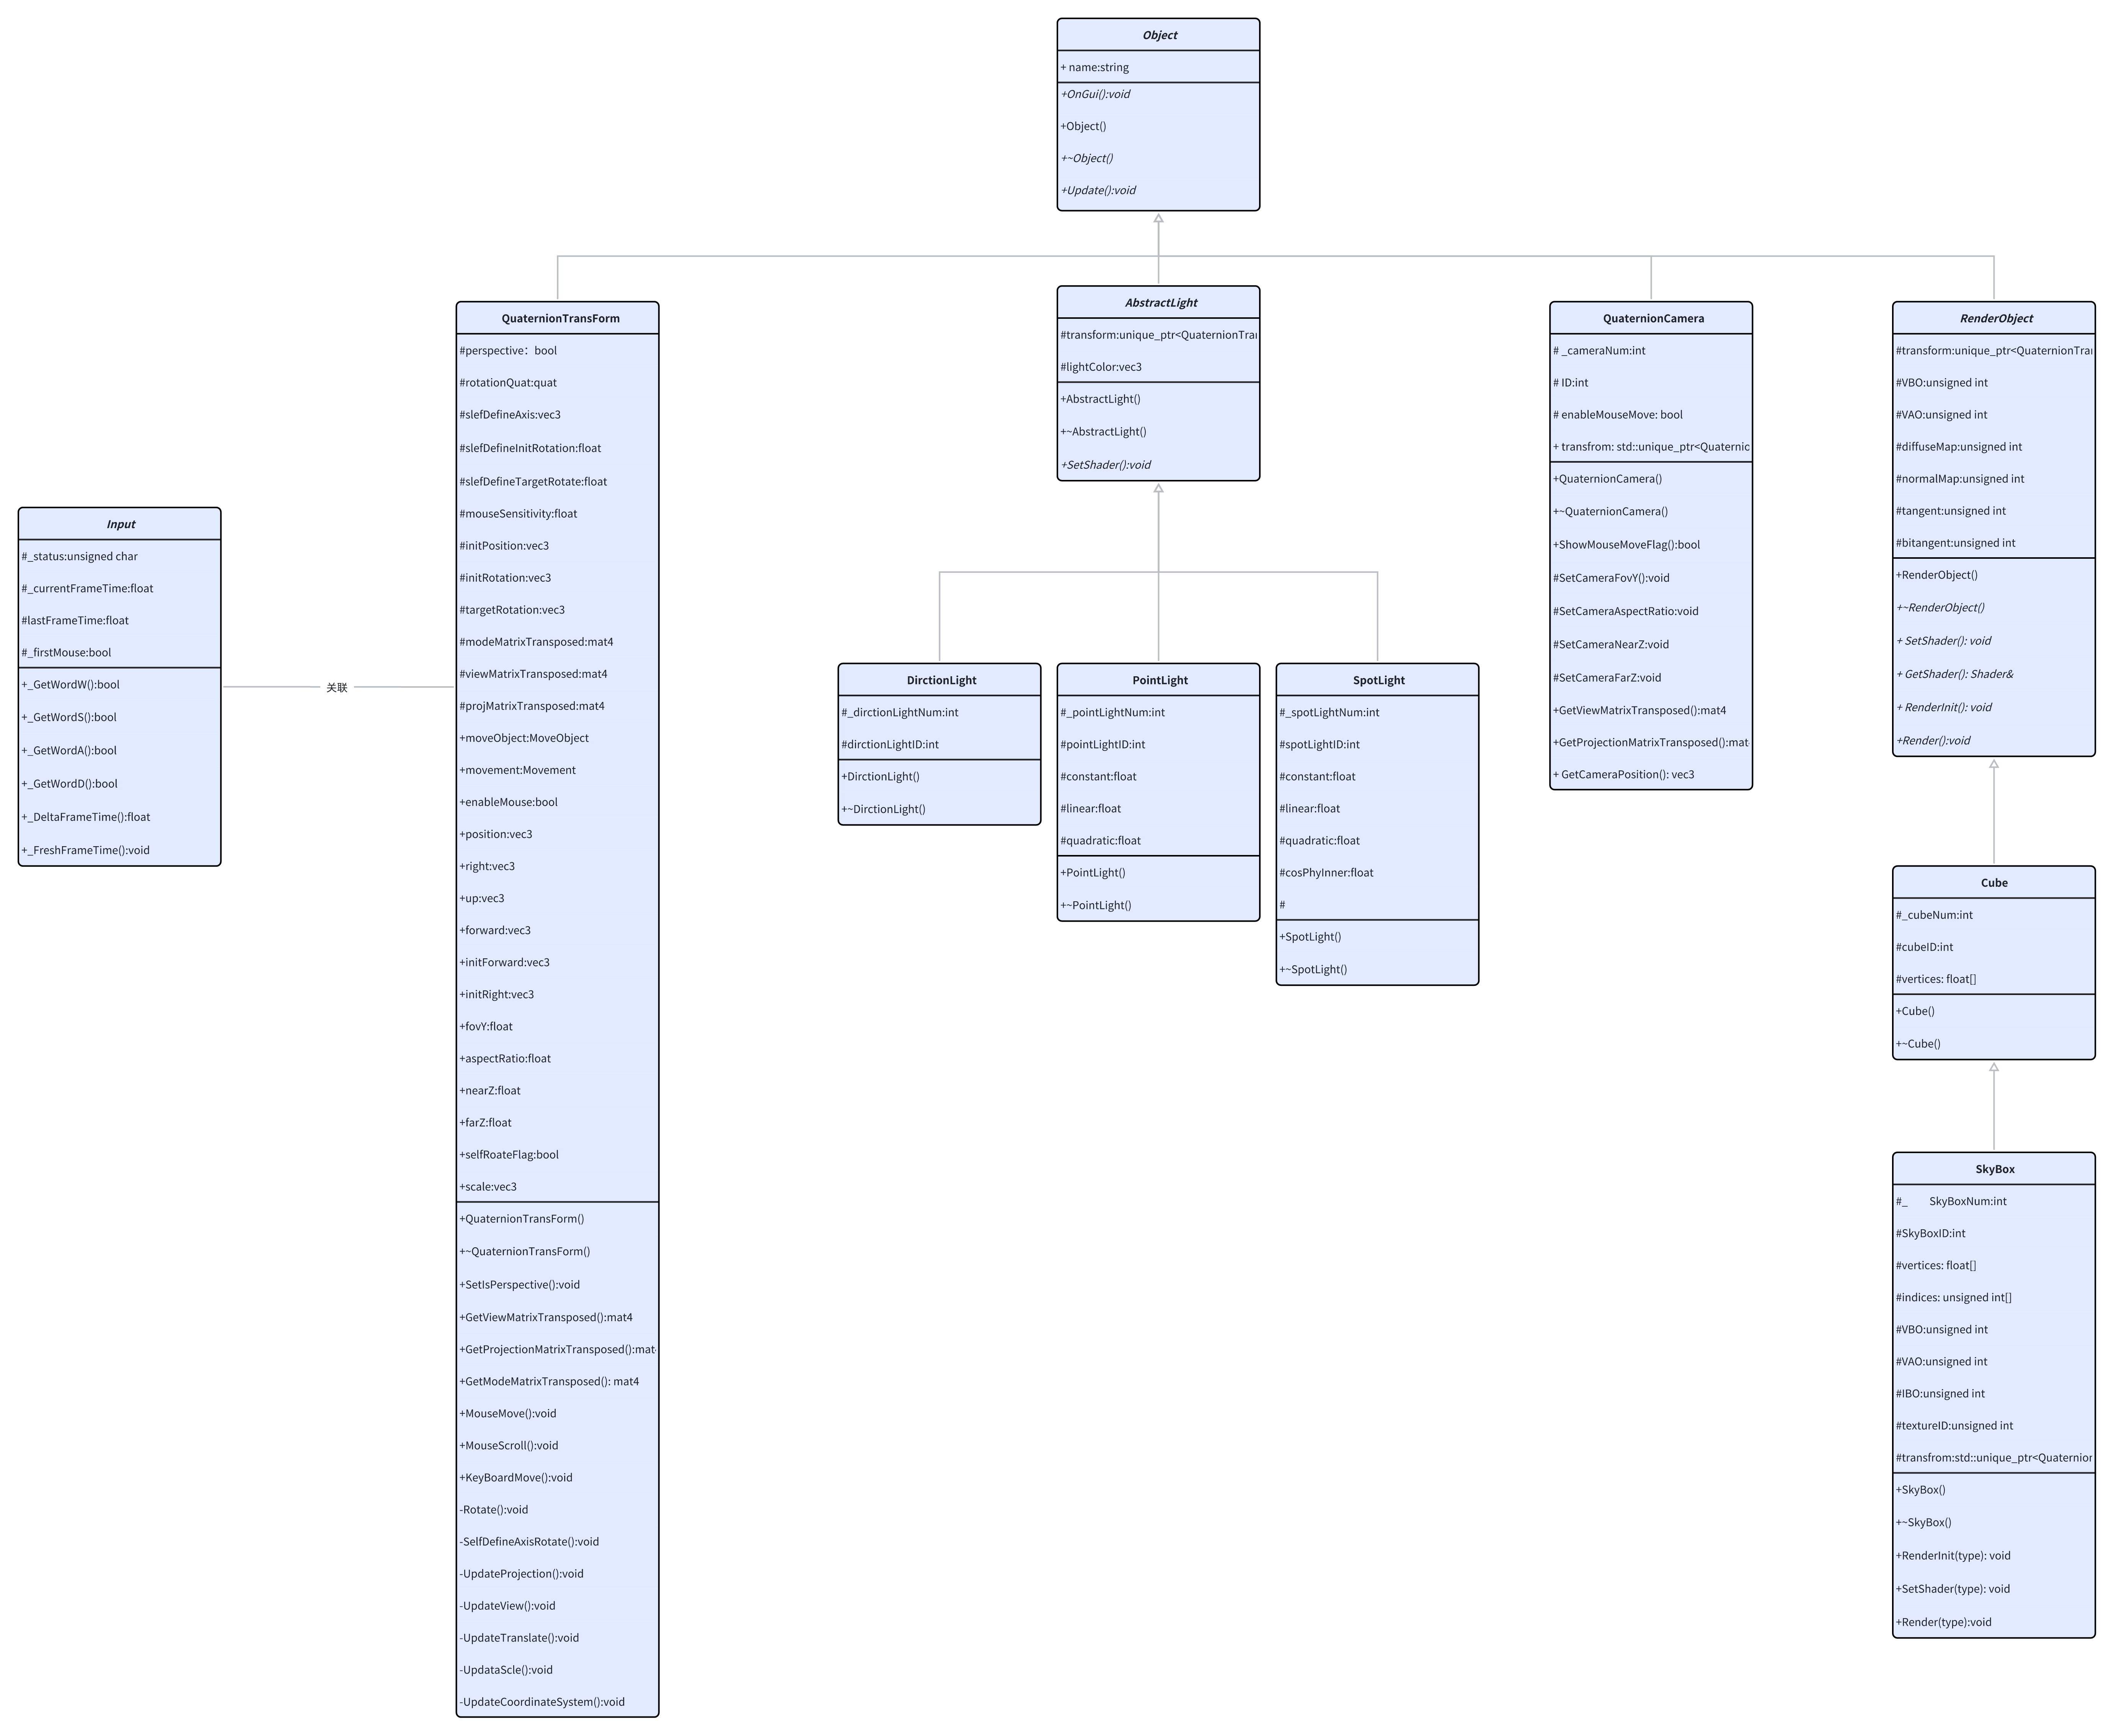 Object
+ name:string
+OnGui():void
+Object()
+~Object()
+Update():void
Input
#_status:unsigned char
#_currentFrameTime:float
#lastFrameTime:float
#_firstMouse:bool
+_GetWordW():bool
+_GetWordS():bool
+_GetWordA():bool
+_GetWordD():bool
+_DeltaFrameTime():float
+_FreshFrameTime():void
关联
QuaternionTransForm
#perspective：bool
#rotationQuat:quat
#slefDefineAxis:vec3
#slefDefineInitRotation:float
#slefDefineTargetRotate:float
#mouseSensitivity:float
#initPosition:vec3
#initRotation:vec3
#targetRotation:vec3
#modeMatrixTransposed:mat4
#viewMatrixTransposed:mat4
#projMatrixTransposed:mat4
+moveObject:MoveObject
+movement:Movement
+enableMouse:bool
+position:vec3
+right:vec3
+up:vec3
+forward:vec3
+initForward:vec3
+initRight:vec3
+fovY:float
+aspectRatio:float
+nearZ:float
+farZ:float
+selfRoateFlag:bool
+scale:vec3
+QuaternionTransForm()
+~QuaternionTransForm()
+SetIsPerspective():void
+GetViewMatrixTransposed():mat4
+GetProjectionMatrixTransposed():mat
+GetModeMatrixTransposed(): mat4
+MouseMove():void
+MouseScroll():void
+KeyBoardMove():void
-Rotate():void
-SelfDefineAxisRotate():void
-UpdateProjection():void
-UpdateView():void
-UpdateTranslate():void
-UpdataScle():void
-UpdateCoordinateSystem():void
AbstractLight
#transform:unique_ptr<QuaternionTra
#lightColor:vec3
+AbstractLight()
+~AbstractLight()
+SetShader():void
DirctionLight
#_dirctionLightNum:int
#dirctionLightID:int
+DirctionLight()
+~DirctionLight()
PointLight
#_pointLightNum:int
#pointLightID:int
#constant:float
#linear:float
#quadratic:float
+PointLight()
+~PointLight()
SpotLight
#_spotLightNum:int
#spotLightID:int
#constant:float
#linear:float
#quadratic:float
#cosPhyInner:float
#
+SpotLight()
+~SpotLight()
QuaternionCamera
# _cameraNum:int
# ID:int
# enableMouseMove: bool
+ transfrom: std::unique_ptr<Quaternic
+QuaternionCamera()
+~QuaternionCamera()
+ShowMouseMoveFlag():bool
#SetCameraFovY():void
#SetCameraAspectRatio:void
#SetCameraNearZ:void
#SetCameraFarZ:void
+GetViewMatrixTransposed():mat4
+GetProjectionMatrixTransposed():mat
+ GetCameraPosition(): vec3
RenderObject
#transform:unique_ptr<QuaternionTra
#VBO:unsigned int
#VAO:unsigned int
#diffuseMap:unsigned int
#normalMap:unsigned int
#tangent:unsigned int
#bitangent:unsigned int
+RenderObject()
+~RenderObject()
+ SetShader(): void
+ GetShader(): Shader&
+ RenderInit(): void
+Render():void
Cube
#_cubeNum:int
#cubeID:int
#vertices: float[]
+Cube()
+~Cube()
SkyBox
#_ SkyBoxNum:int
#SkyBoxID:int
#vertices: float[]
#indices: unsigned int[]
#VBO:unsigned int
#VAO:unsigned int
#IBO:unsigned int
#textureID:unsigned int
#transfrom:std::unique_ptr<Quaternior
+SkyBox()
+~SkyBox()
+RenderInit(type): void
+SetShader(type): void
+Render(type):void